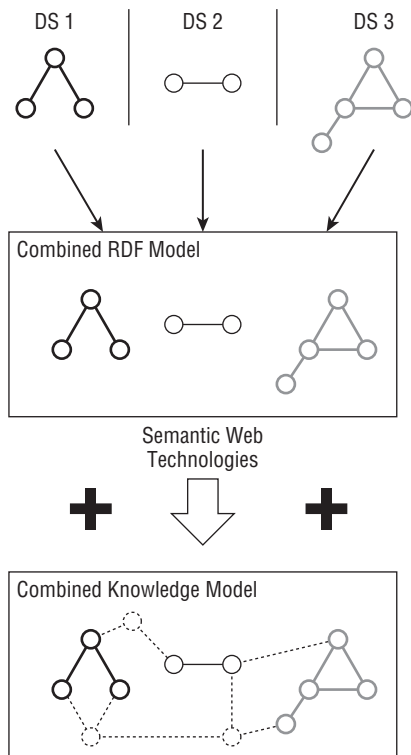 DS 1
DS 2
DS 3
Combined RDF Model
Semantic Web
Technologies
Combined Knowledge Model